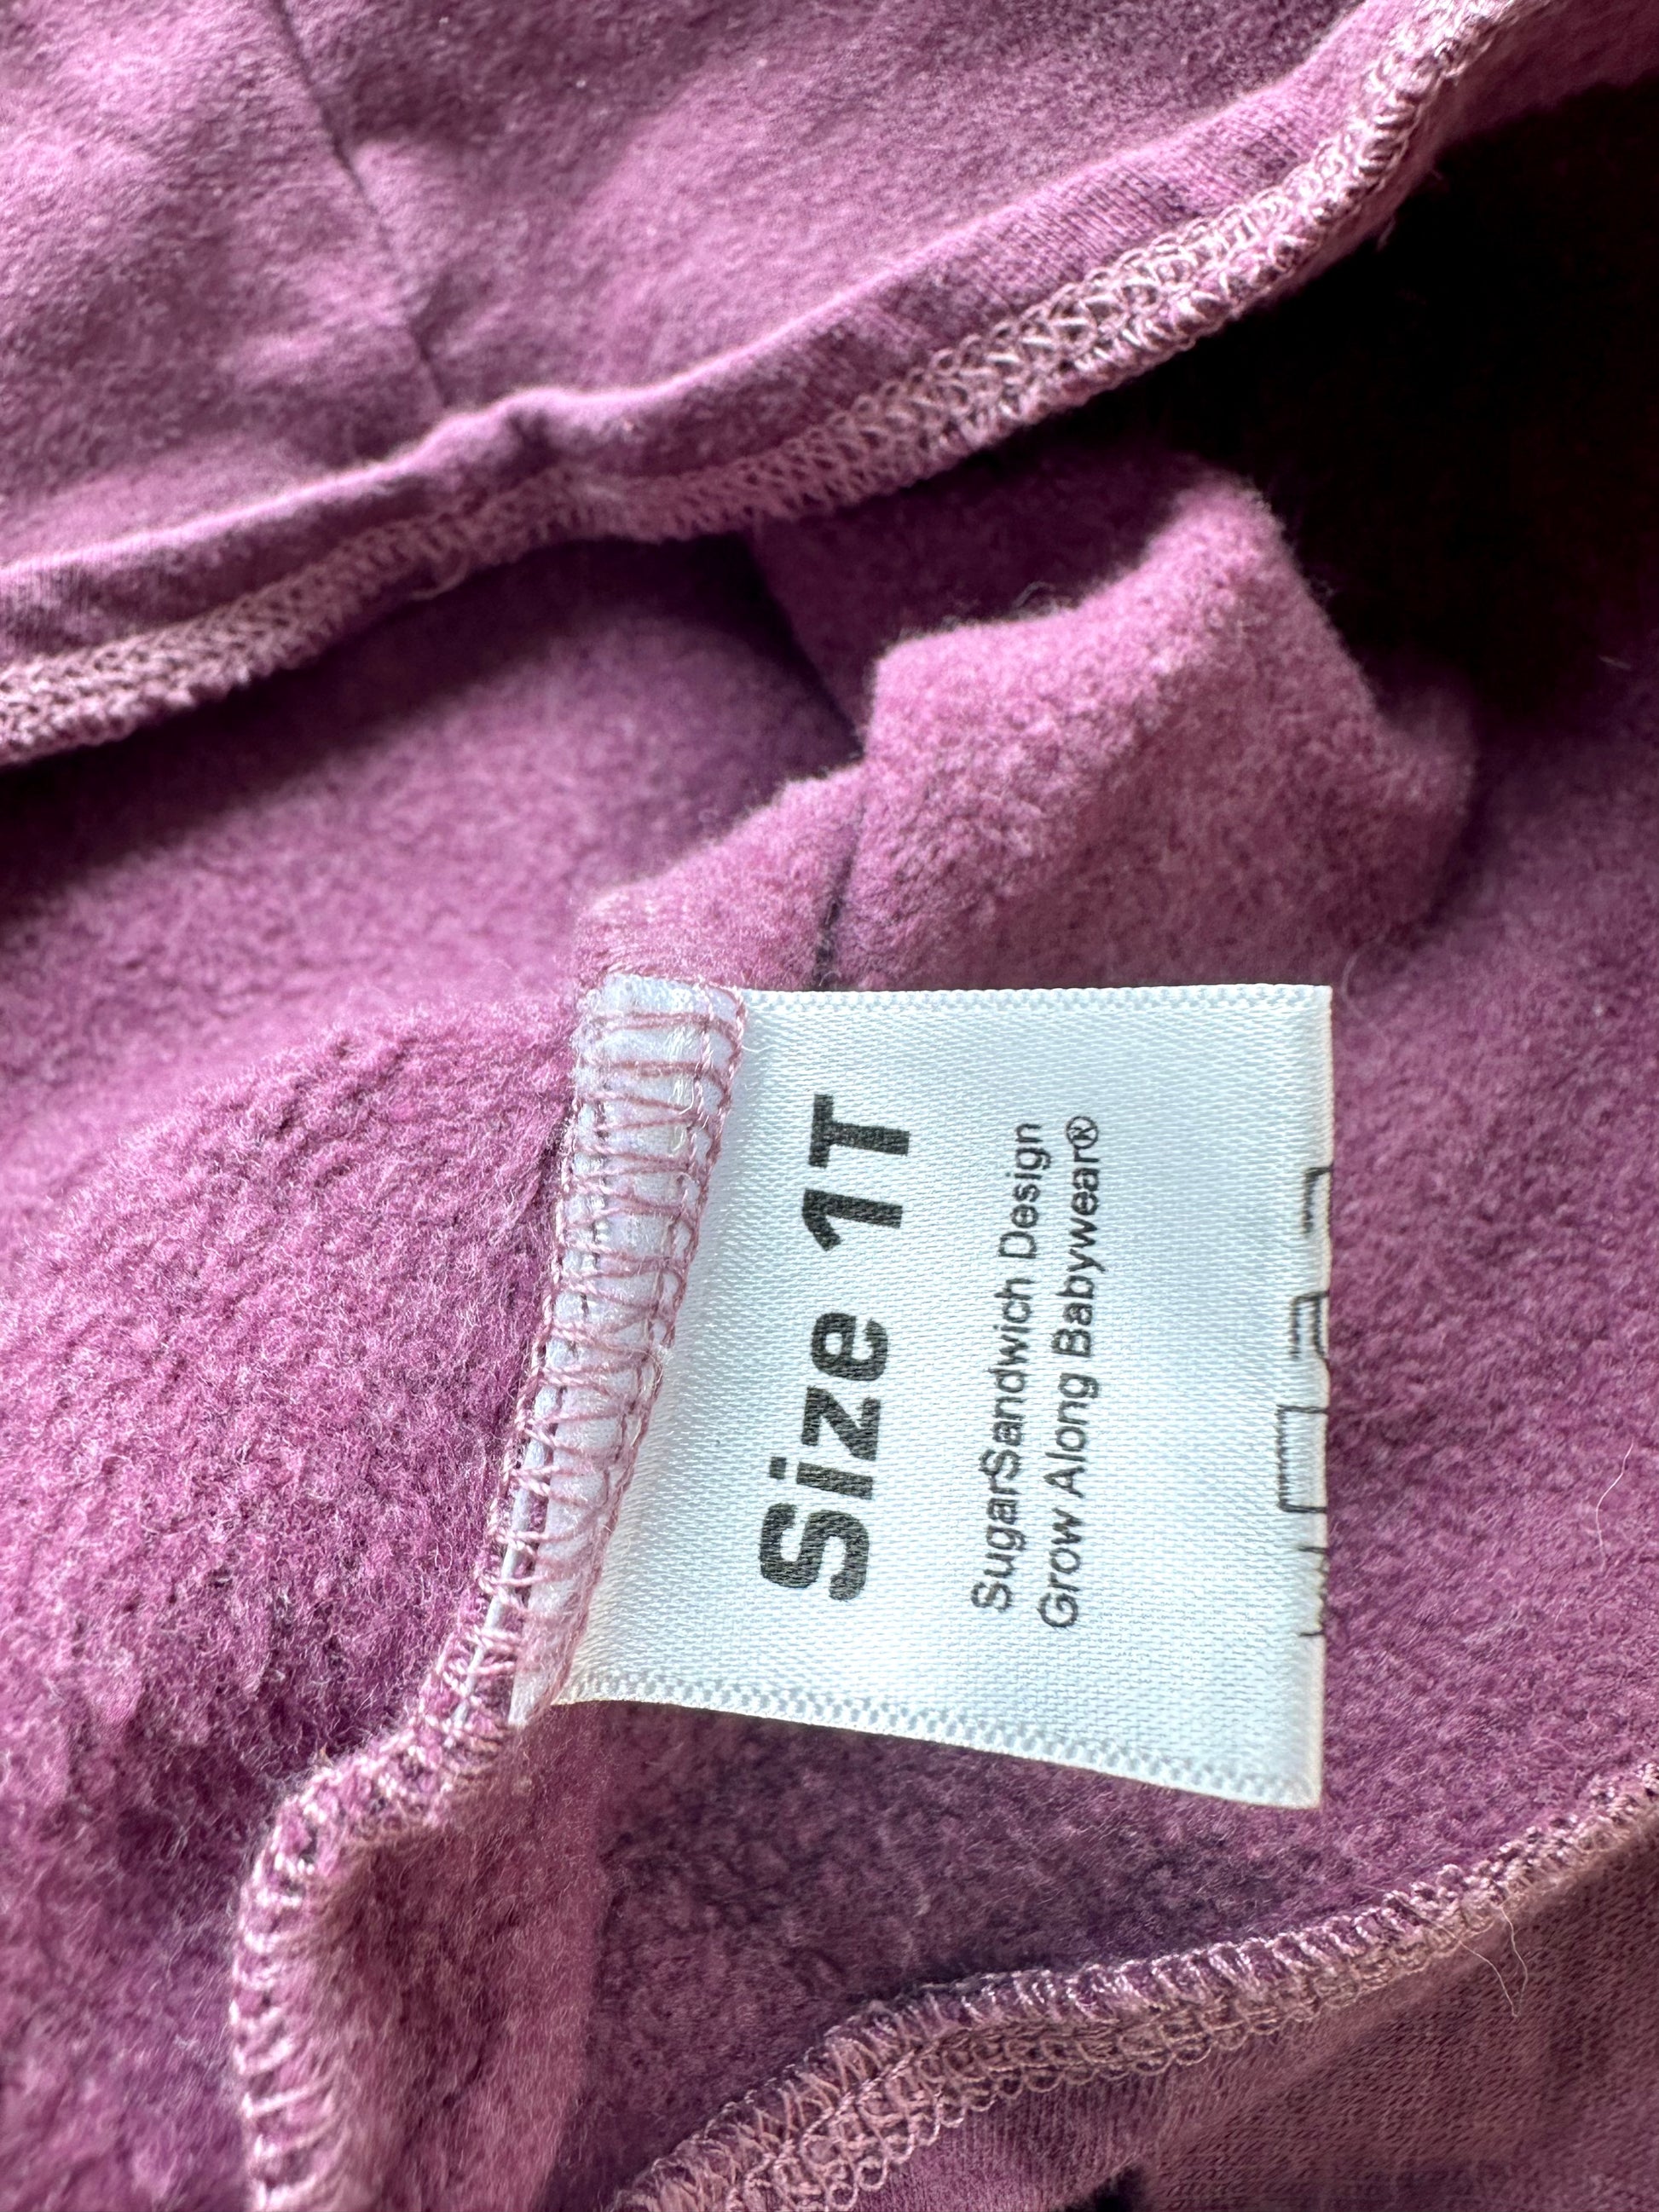 Size 1T
SugarSandwich Design
Grow Along Babywear®